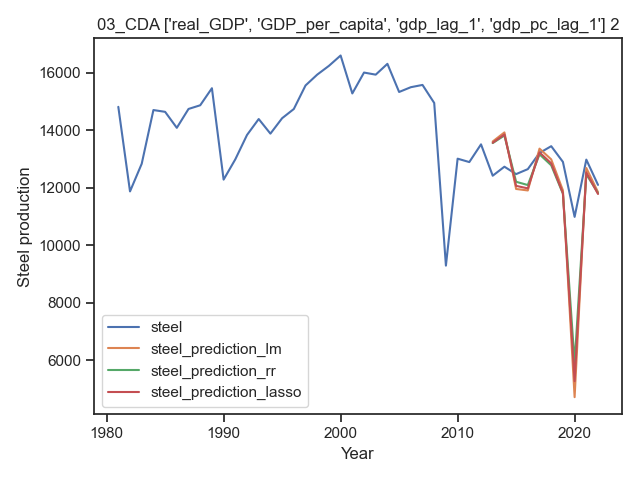 03_CDA ['real_GDP', 'GDP_per_capita', 'gdp_lag_1', 'gdp_pc_lag_1'] 2
16000
14000
12000
10000
8000
6000
Steel production
steel
steel_prediction_lm
steel_prediction_rr
steel_prediction_lasso
1980
1990
2000
2010
2020
Year